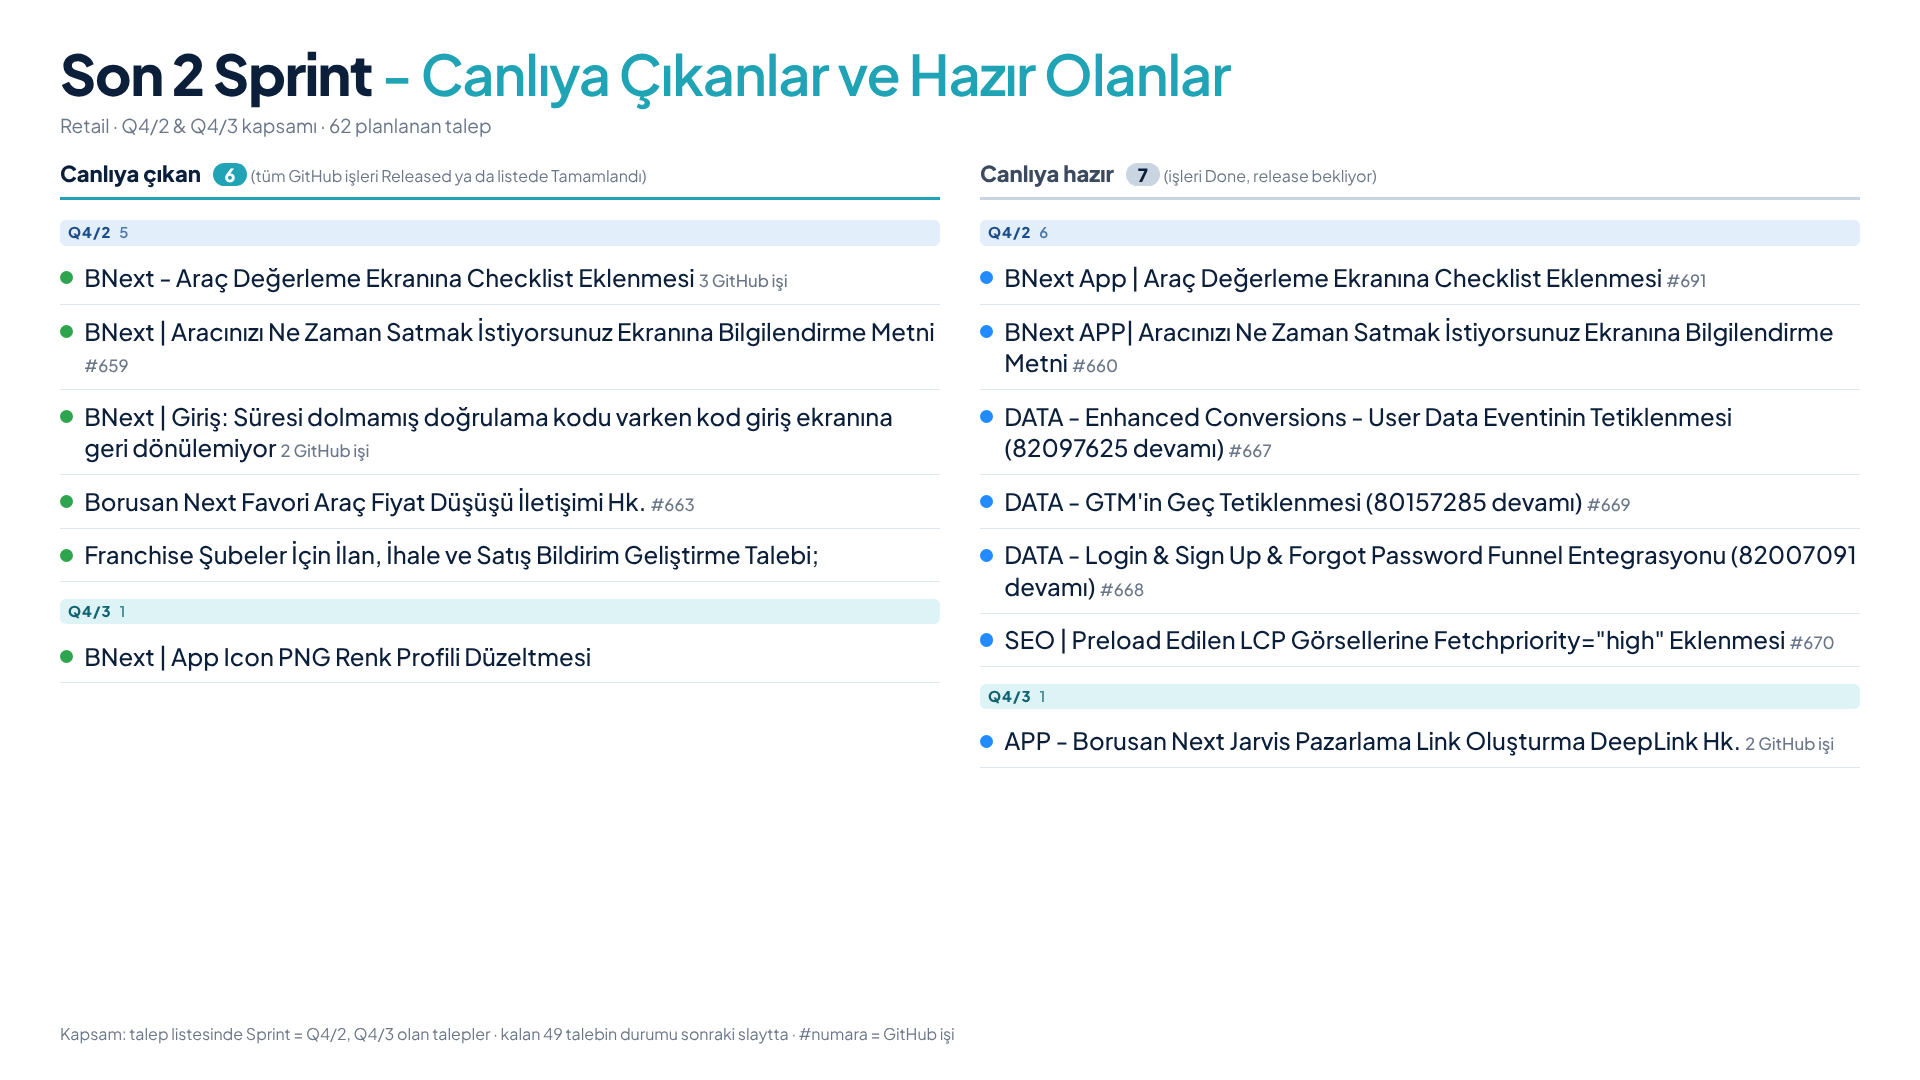 Son 2 Sprint - Canlıya Çıkanlar ve Hazır Olanlar
Retail · Q4/2 & Q4/3 kapsamı · 62 planlanan talep
Canlıya çıkan 6 (tüm GitHub işleri Released ya da listede Tamamlandı)
Q4/2 5
BNext - Araç Değerleme Ekranına Checklist Eklenmesi 3 GitHub işi
BNext | Aracınızı Ne Zaman Satmak İstiyorsunuz Ekranına Bilgilendirme Metni
#659
BNext | Giriş: Süresi dolmamış doğrulama kodu varken kod giriş ekranına
geri dönülemiyor 2 GitHub işi
Borusan Next Favori Araç Fiyat Düşüşü İletişimi Hk. #663
Franchise Şubeler İçin İlan, İhale ve Satış Bildirim Geliştirme Talebi;
Q4/3 1
BNext | App Icon PNG Renk Profili Düzeltmesi
Canlıya hazır 7 (işleri Done, release bekliyor)
Q4/2 6
BNext App | Araç Değerleme Ekranına Checklist Eklenmesi #691
BNext APP| Aracınızı Ne Zaman Satmak İstiyorsunuz Ekranına Bilgilendirme
Metni #660
DATA - Enhanced Conversions - User Data Eventinin Tetiklenmesi
(82097625 devamı) #667
DATA - GTM'in Geç Tetiklenmesi (80157285 devamı) #669
DATA - Login & Sign Up & Forgot Password Funnel Entegrasyonu (82007091
devamı) #668
SEO | Preload Edilen LCP Görsellerine Fetchpriority="high" Eklenmesi #670
Q4/3 1
APP - Borusan Next Jarvis Pazarlama Link Oluşturma DeepLink Hk. 2 GitHub işi
Kapsam: talep listesinde Sprint = Q4/2, Q4/3 olan talepler · kalan 49 talebin durumu sonraki slaytta · #numara = GitHub işi